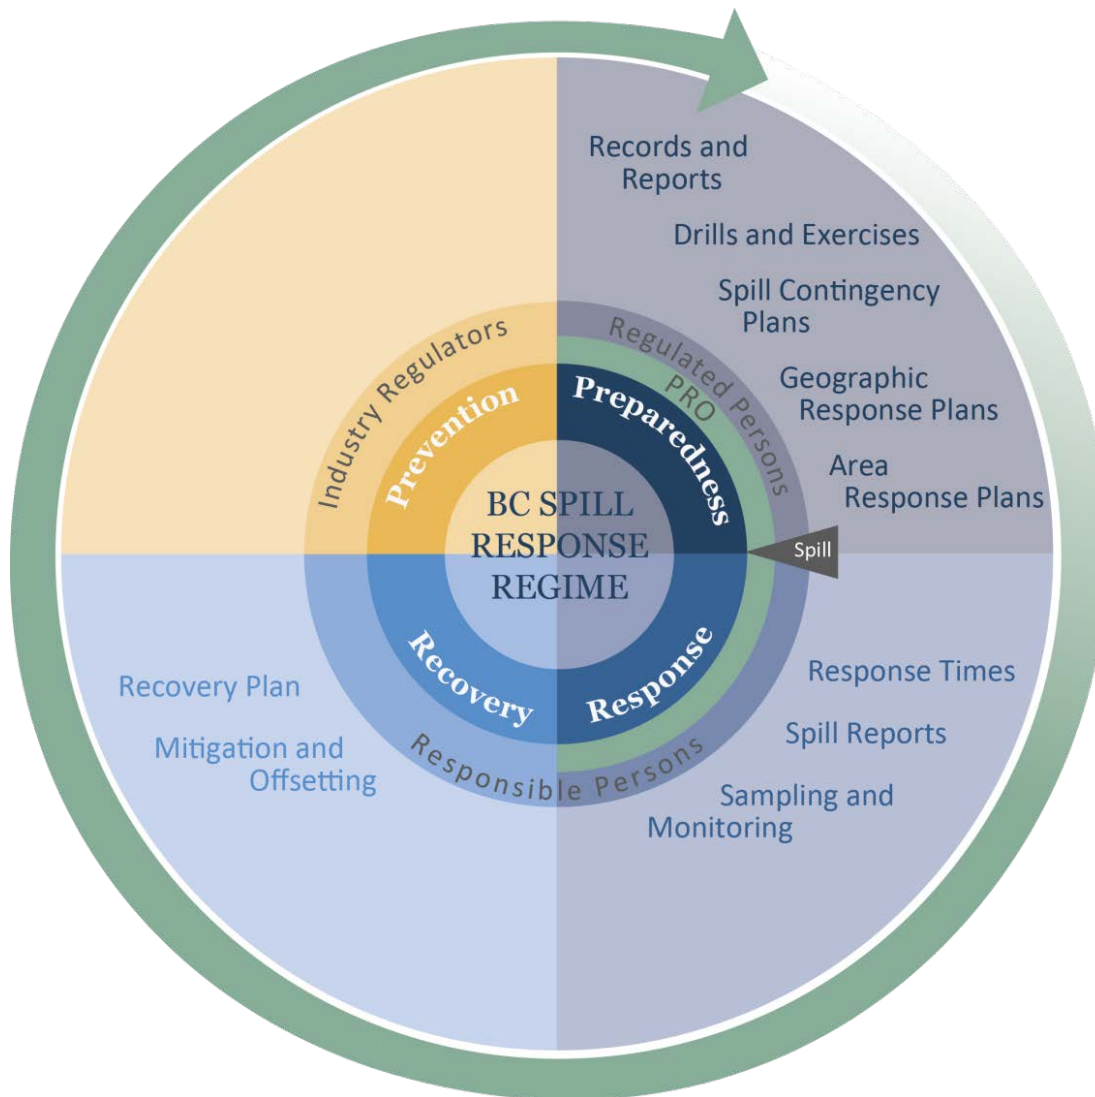 Records and
Reports
Drills and Exercises
Spill Contingency
Plans
Geographic
Response Plans
Area
Response Plans
Industry Regulators
Prevention
Regulated Persons
PRO
Preparedness
BC SPILL
RESPONSE
REGIME
Spill
Recovery
Response
Responsible Persons
Response Times
Spill Reports
Sampling and
Monitoring
Recovery Plan
Mitigation and
Offsetting